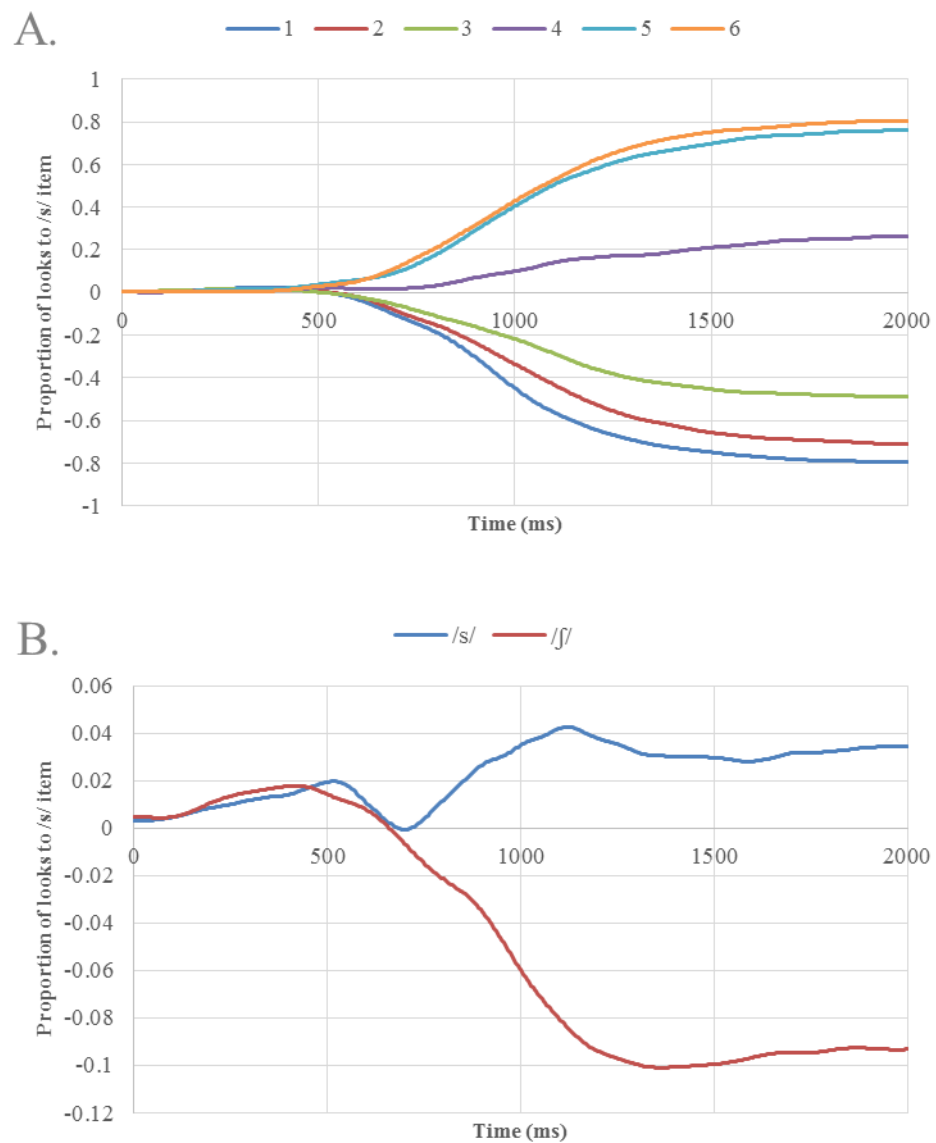 A.
1 2 3 4 5 6
1
0.8
0.6
0.4
0.2
0
-0.2
-0.4
-0.6
-0.8
-1
0 500 1000 1500 2000
Proportion of looks to /s/ item
Time (ms)
B.
/s/ /ʃ/
0.06
0.04
0.02
0
-0.02
-0.04
-0.06
-0.08
-0.1
-0.12
0 500 1000 1500 2000
Proportion of looks to /s/ item
Time (ms)